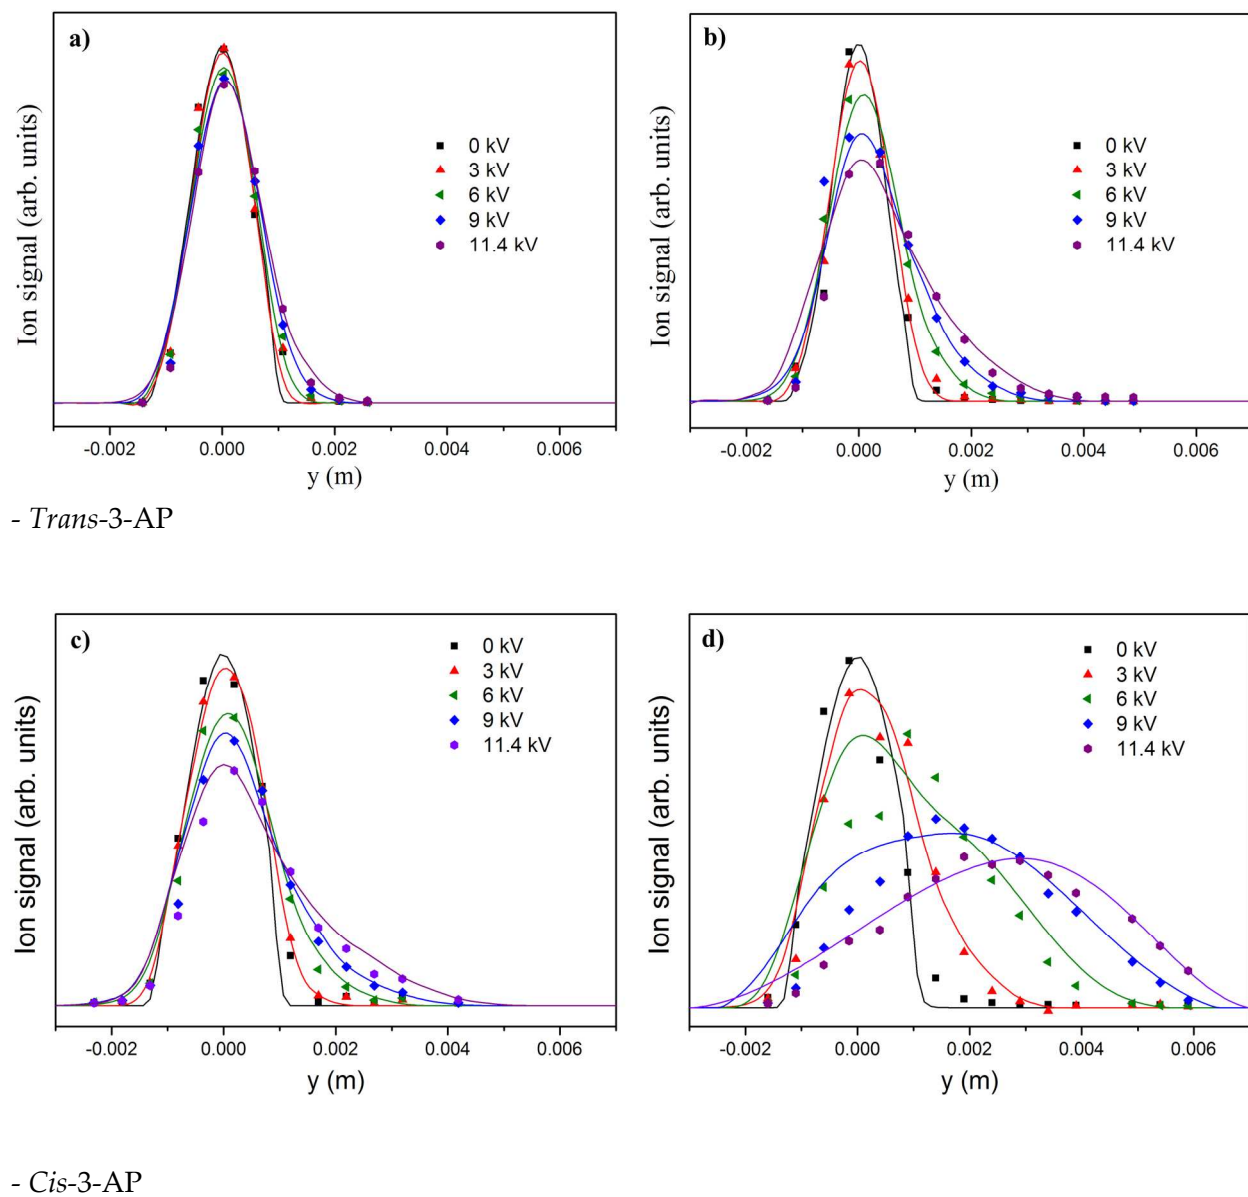 a)
Ion signal (arb. units)
0 kV
3 kV
6 kV
9 kV
11.4 kV
-0.002 0.000 0.002 0.004 0.006
y (m)
b)
Ion signal (arb. units)
0 kV
3 kV
6 kV
9 kV
11.4 kV
-0.002 0.000 0.002 0.004 0.006
y (m)
- Trans-3-AP
c)
Ion signal (arb. units)
0 kV
3 kV
6 kV
9 kV
11.4 kV
-0.002 0.000 0.002 0.004 0.006
y (m)
d)
Ion signal (arb. units)
0 kV
3 kV
6 kV
9 kV
11.4 kV
-0.002 0.000 0.002 0.004 0.006
y (m)
- Cis-3-AP